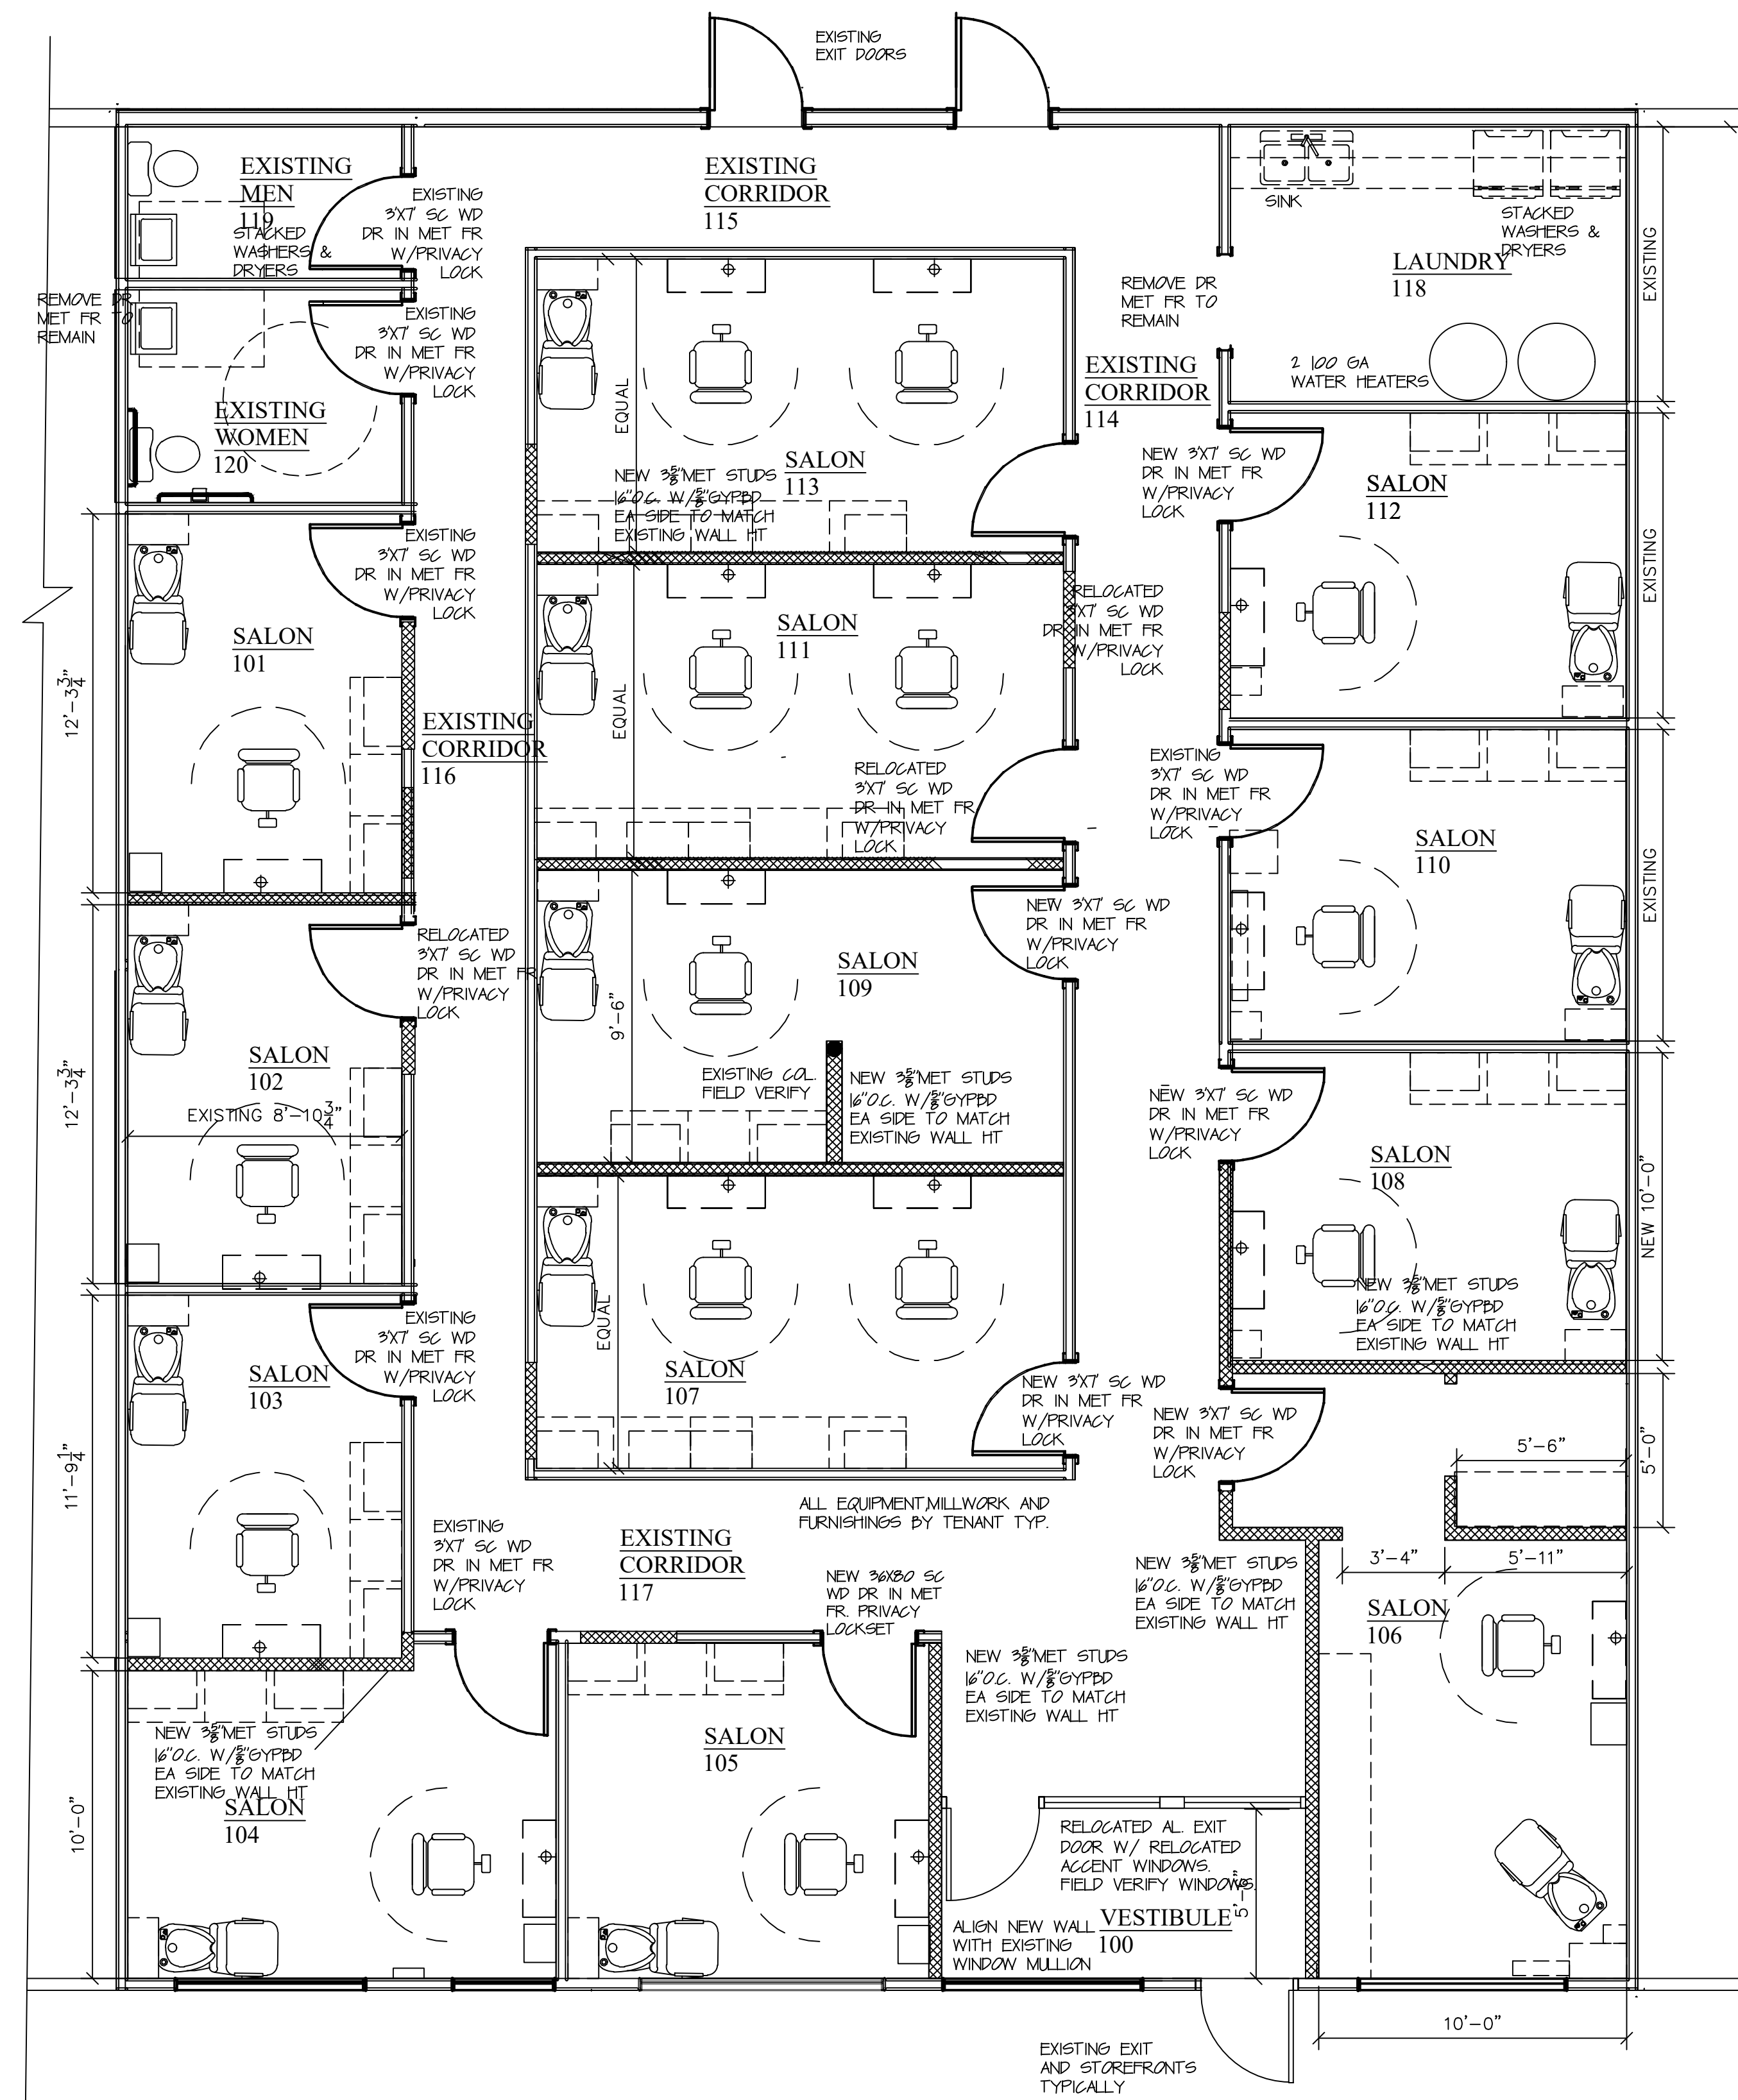 EXISTING
EXIT DOORS
EXISTING
MEN
119
STACKED
WASHERS &
DRYERS
EXISTING
3'X7' SC WD
DR IN MET FR
W/PRIVACY
LOCK
EXISTING
CORRIDOR
115
SINK
STACKED
WASHERS &
DRYERS
LAUNDRY
118
EXISTING
REMOVE DR
MET FR TO
REMAIN
EXISTING
3'X7' SC WD
DR IN MET FR
W/PRIVACY
LOCK
REMOVE DR
MET FR TO
REMAIN
2 100 GA
WATER HEATERS
EXISTING
WOMEN
120
EQUAL
EXISTING
CORRIDOR
114
SALON
113
NEW 3⅝" MET STUDS
16" O.C. W/⅝" GYPBD
EA SIDE TO MATCH
EXISTING WALL HT
NEW 3'X7' SC WD
DR IN MET FR
W/PRIVACY
LOCK
SALON
112
EXISTING
EXISTING
3'X7' SC WD
DR IN MET FR
W/PRIVACY
LOCK
SALON
101
12'-3¾"
SALON
111
EQUAL
RELOCATED
3'X7' SC WD
DR IN MET FR
W/PRIVACY
LOCK
EXISTING
CORRIDOR
116
RELOCATED
3'X7' SC WD
DR IN MET FR
W/PRIVACY
LOCK
EXISTING
3'X7' SC WD
DR IN MET FR
W/PRIVACY
LOCK
SALON
110
EXISTING
RELOCATED
3'X7' SC WD
DR IN MET FR
W/PRIVACY
LOCK
SALON
109
9'-6"
NEW 3'X7' SC WD
DR IN MET FR
W/PRIVACY
LOCK
SALON
102
EXISTING 8'-10¾"
12'-3¾"
EXISTING COL.
FIELD VERIFY
NEW 3⅝" MET STUDS
16" O.C. W/⅝" GYPBD
EA SIDE TO MATCH
EXISTING WALL HT
NEW 3'X7' SC WD
DR IN MET FR
W/PRIVACY
LOCK
SALON
108
NEW 10'-0"
NEW 3⅝" MET STUDS
16" O.C. W/⅝" GYPBD
EA SIDE TO MATCH
EXISTING WALL HT
EXISTING
3'X7' SC WD
DR IN MET FR
W/PRIVACY
LOCK
SALON
103
11'-9¼"
EQUAL
SALON
107
NEW 3'X7' SC WD
DR IN MET FR
W/PRIVACY
LOCK
NEW 3'X7' SC WD
DR IN MET FR
W/PRIVACY
LOCK
5'-6"
5'-0"
ALL EQUIPMENT,MILLWORK AND
FURNISHINGS BY TENANT TYP.
EXISTING
3'X7' SC WD
DR IN MET FR
W/PRIVACY
LOCK
EXISTING
CORRIDOR
117
NEW 36X80 SC
WD DR IN MET
FR. PRIVACY
LOCKSET
NEW 3⅝" MET STUDS
16" O.C. W/⅝" GYPBD
EA SIDE TO MATCH
EXISTING WALL HT
3'-4"
5'-11"
SALON
106
NEW 3⅝" MET STUDS
16" O.C. W/⅝" GYPBD
EA SIDE TO MATCH
EXISTING WALL HT
NEW 3⅝" MET STUDS
16" O.C. W/⅝" GYPBD
EA SIDE TO MATCH
EXISTING WALL HT
SALON
104
10'-0"
SALON
105
RELOCATED AL. EXIT
DOOR W/ RELOCATED
ACCENT WINDOWS.
FIELD VERIFY WINDOWS.
VESTIBULE
100
ALIGN NEW WALL
WITH EXISTING
WINDOW MULLION
10'-0"
EXISTING EXIT
AND STOREFRONTS
TYPICALLY